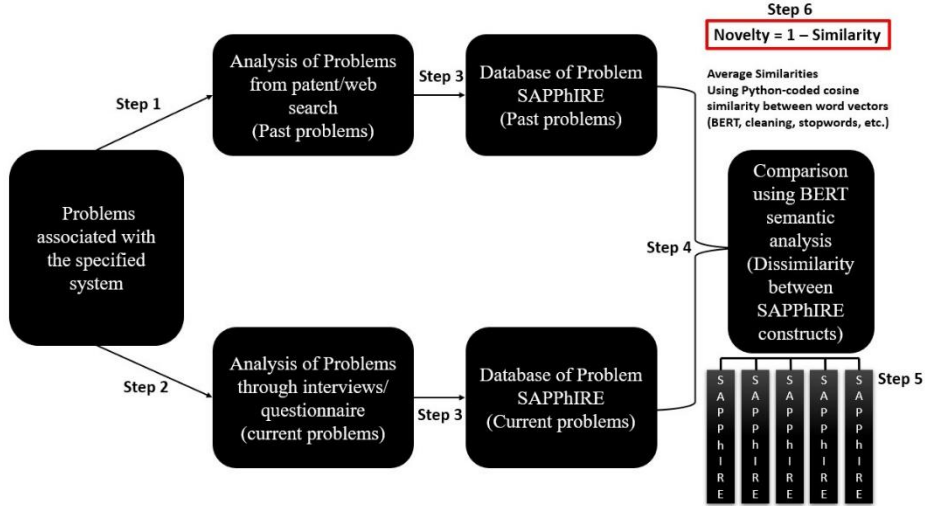 Step 6
Novelty = 1 – Similarity
Average Similarities
Using Python-coded cosine
similarity between word vectors
(BERT, cleaning, stopwords, etc.)
Step 1
Analysis of Problems
from patent/web
search
(Past problems)
Step 3
Database of Problem
SAPPhIRE
(Past problems)
Problems
associated with
the specified
system
Step 4
Comparison
using BERT
semantic
analysis
(Dissimilarity
between
SAPPhIRE
constructs)
Step 2
Analysis of Problems
through interviews/
questionnaire
(current problems)
Step 3
Database of Problem
SAPPhIRE
(Current problems)
Step 5
SAPPhIRE
SAPPhIRE
SAPPhIRE
SAPPhIRE
SAPPhIRE